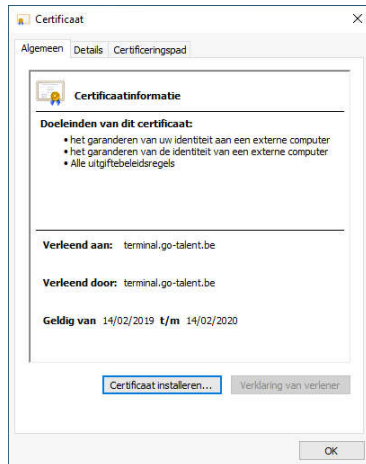 Certificaat
Algemeen Details Certificeringspad
Certificaatinformatie
Doeleinden van dit certificaat:
• het garanderen van uw identiteit aan een externe computer
• het garanderen van de identiteit van een externe computer
• Alle uitgiftebeleidsregels
Verleend aan: terminal.go-talent.be
Verleend door: terminal.go-talent.be
Geldig van 14/02/2019 t/m 14/02/2020
Certificaat installeren... Verklaring van verlener
OK